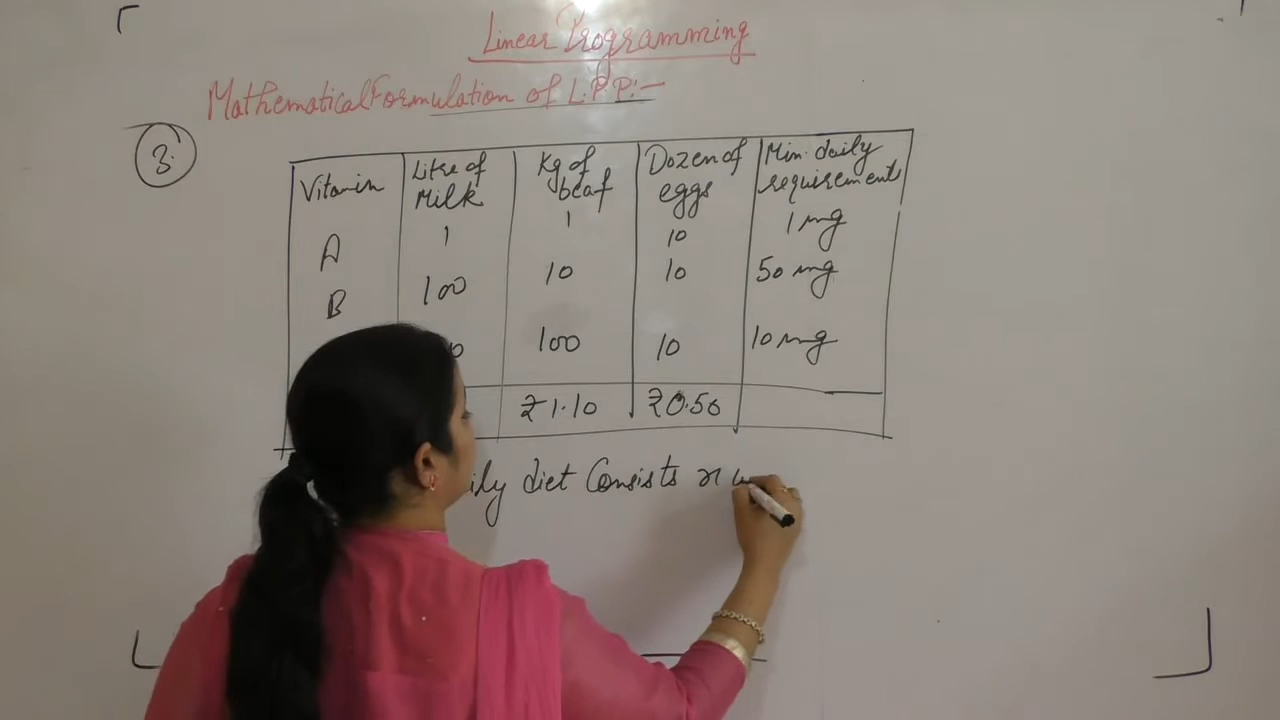 Linear Programming
Mathematical Formulation of L.P.P:-
3.
Vitamin Litre of Milk Kg of beaf Dozen of eggs Min. daily requirement
A 1 1 10 1 mg
B 100 10 10 50 mg
100 10 10 mg
₹1.10 ₹0.50
diet Consists x